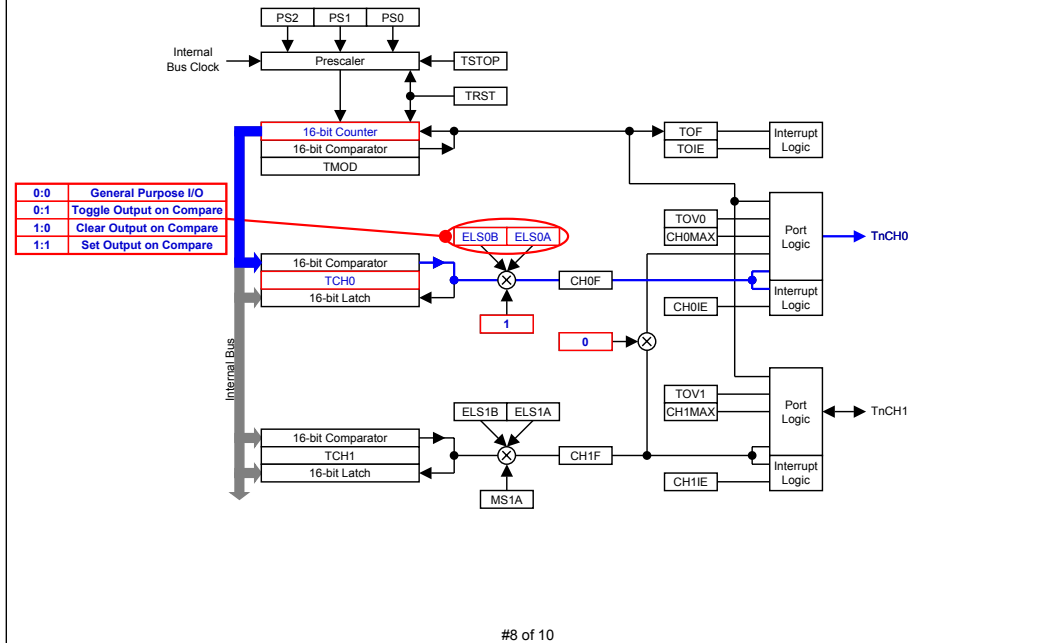 PS2 PS1 PS0
Internal
Bus Clock
Prescaler
TSTOP
TRST
16-bit Counter
16-bit Comparator
TMOD
TOF
TOIE
Interrupt
Logic
0:0 General Purpose I/O
0:1 Toggle Output on Compare
1:0 Clear Output on Compare
1:1 Set Output on Compare
ELS0B ELS0A
TOV0
CH0MAX
Port
Logic
TnCH0
16-bit Comparator
TCH0
16-bit Latch
CH0F
Interrupt
Logic
CH0IE
1
0
Internal Bus
TOV1
CH1MAX
Port
Logic
TnCH1
ELS1B ELS1A
16-bit Comparator
TCH1
16-bit Latch
CH1F
Interrupt
Logic
CH1IE
MS1A
#8 of 10